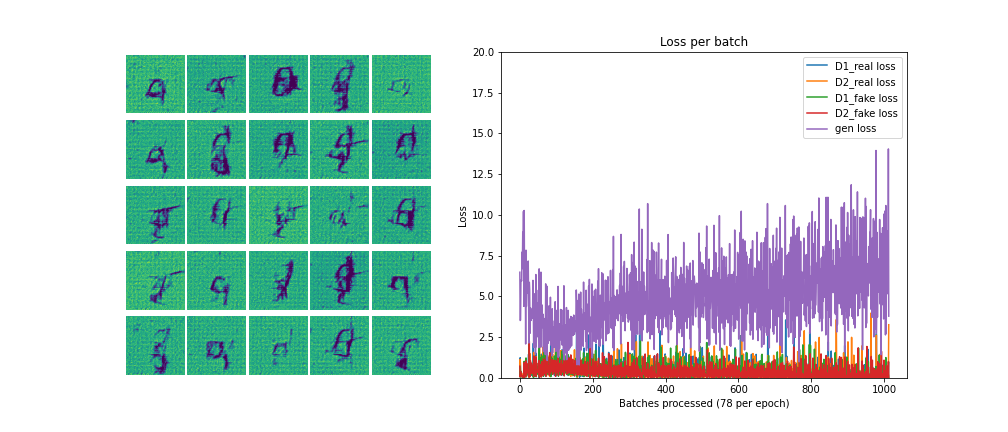 Loss per batch
20.0
17.5
15.0
12.5
10.0
7.5
5.0
2.5
0.0
Loss
D1_real loss
D2_real loss
D1_fake loss
D2_fake loss
gen loss
0
200
400
600
800
1000
Batches processed (78 per epoch)